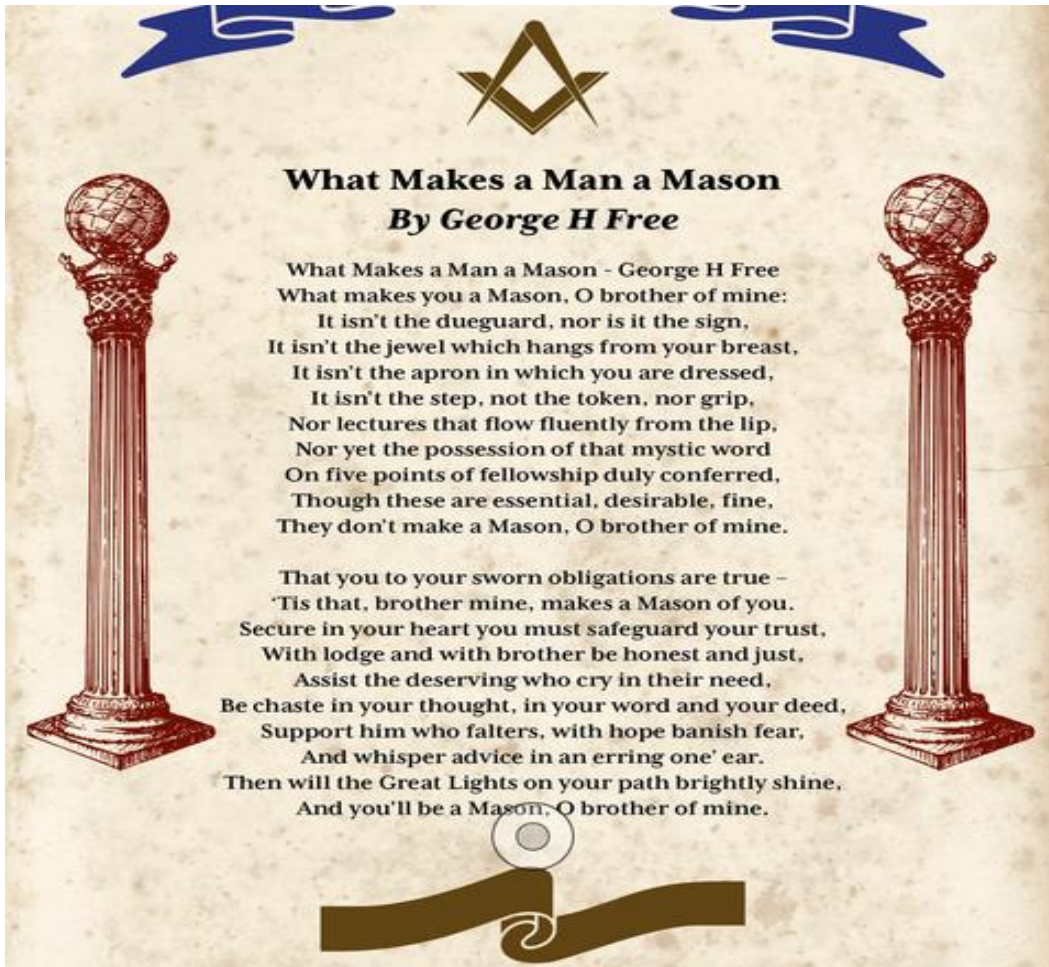 What Makes a Man a Mason
By George H Free
What Makes a Man a Mason - George H Free
What makes you a Mason, O brother of mine:
It isn't the dueguard, nor is it the sign,
It isn't the jewel which hangs from your breast,
It isn't the apron in which you are dressed,
It isn't the step, not the token, nor grip,
Nor lectures that flow fluently from the lip,
Nor yet the possession of that mystic word
On five points of fellowship duly conferred,
Though these are essential, desirable, fine,
They don't make a Mason, O brother of mine.

That you to your sworn obligations are true –
‘Tis that, brother mine, makes a Mason of you.
Secure in your heart you must safeguard your trust,
With lodge and with brother be honest and just,
Assist the deserving who cry in their need,
Be chaste in your thought, in your word and your deed,
Support him who falters, with hope banish fear,
And whisper advice in an erring one’ ear.
Then will the Great Lights on your path brightly shine,
And you'll be a Mason, O brother of mine.